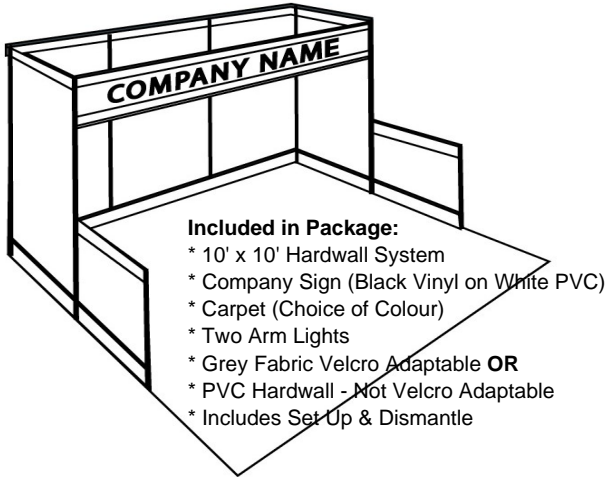 COMPANY NAME
Included in Package:
* 10' x 10' Hardwall System
* Company Sign (Black Vinyl on White PVC)
* Carpet (Choice of Colour)
* Two Arm Lights
* Grey Fabric Velcro Adaptable OR
* PVC Hardwall - Not Velcro Adaptable
* Includes Set Up & Dismantle